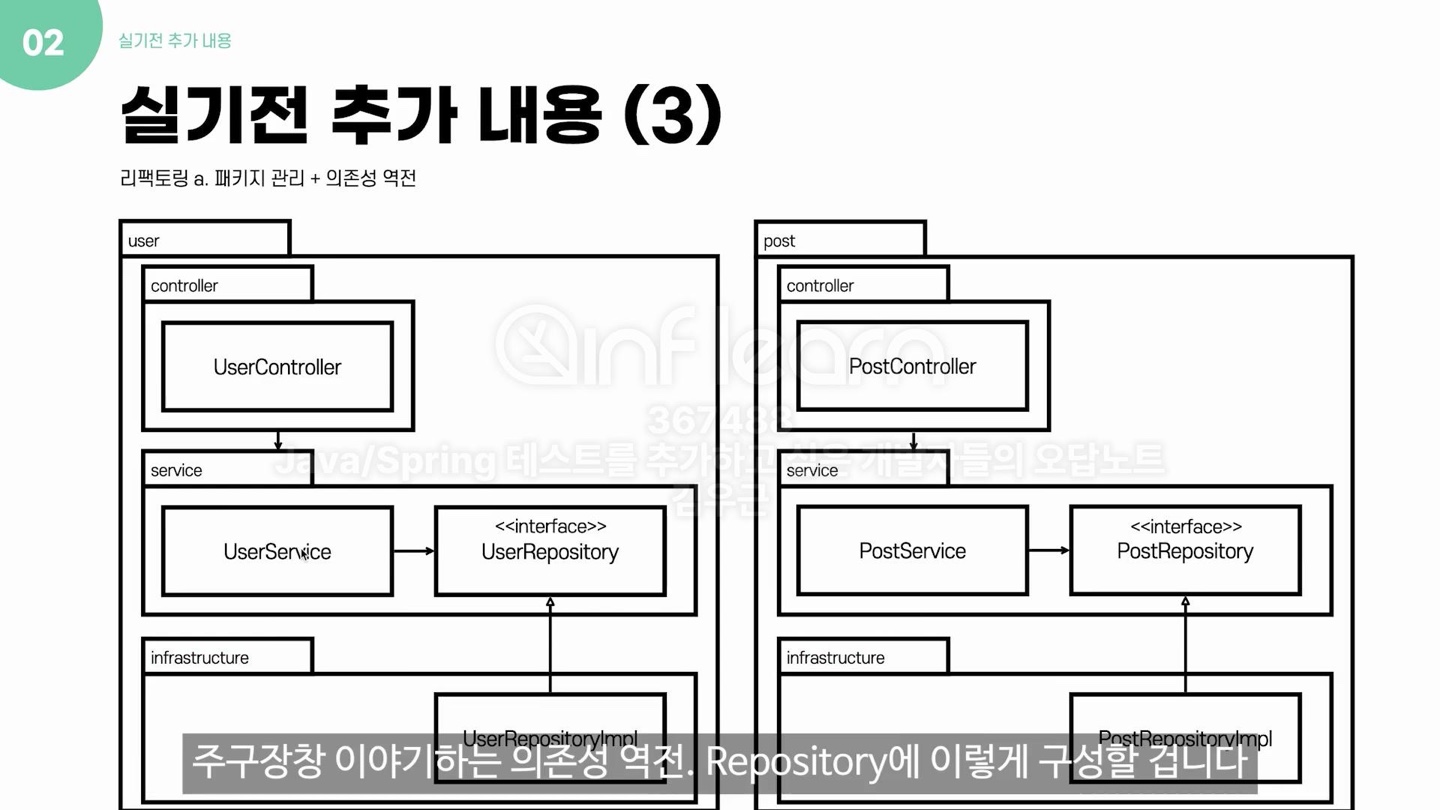 02
실기전 추가 내용
실기전 추가 내용 (3)
리팩토링 a. 패키지 관리 + 의존성 역전
user
controller
UserController
service
UserService
<<interface>>
UserRepository
infrastructure
UserRepositoryImpl
post
controller
PostController
service
PostService
<<interface>>
PostRepository
infrastructure
PostRepositoryImpl
inflearn
367488
Java/Spring 테스트를 추가하고 싶은 개발자들의 오답노트
김우근
주구장창 이야기하는 의존성 역전. Repository에 이렇게 구성할 겁니다